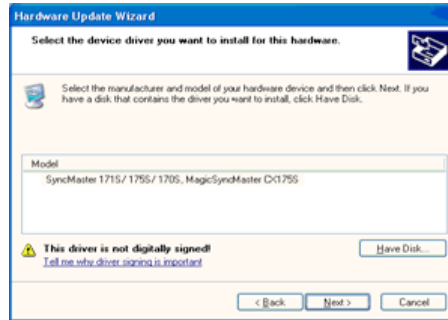 Hardware Update Wizard
Select the device driver you want to install for this hardware.
Select the manufacturer and model of your hardware device and then click Next. If you
have a disk that contains the driver you want to install, click Have Disk.
Model
SyncMaster 171S/ 175S/ 170S, MagicSyncMaster CX175S
This driver is not digitally signed!
Tell me why driver signing is important
Have Disk...
< Back
Next >
Cancel